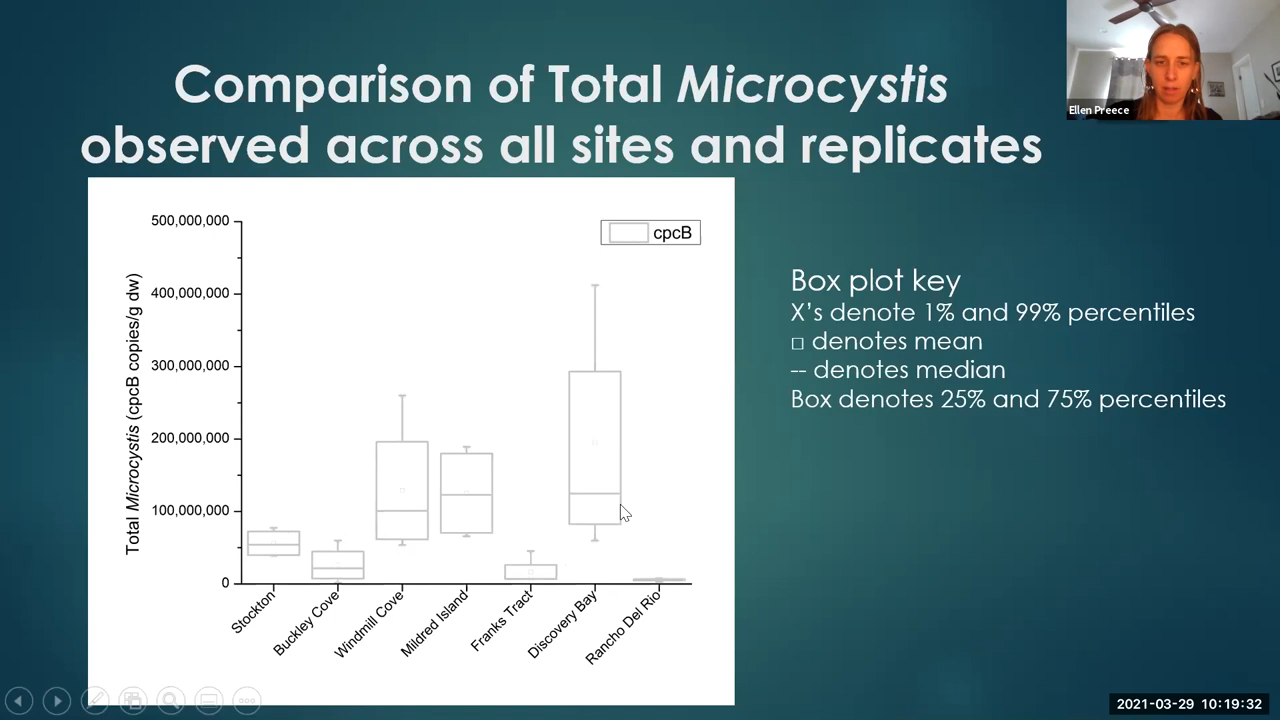 Comparison of Total Microcystis
observed across all sites and replicates
Ellen Preece
500,000,000
400,000,000
300,000,000
200,000,000
100,000,000
0
Total Microcystis (cpcB copies/g dw)
cpcB
Stockton
Buckley Cove
Windmill Cove
Mildred Island
Franks Tract
Discovery Bay
Rancho Del Rio
Box plot key
X's denote 1% and 99% percentiles
□ denotes mean
-- denotes median
Box denotes 25% and 75% percentiles
2021-03-29 10:19:32